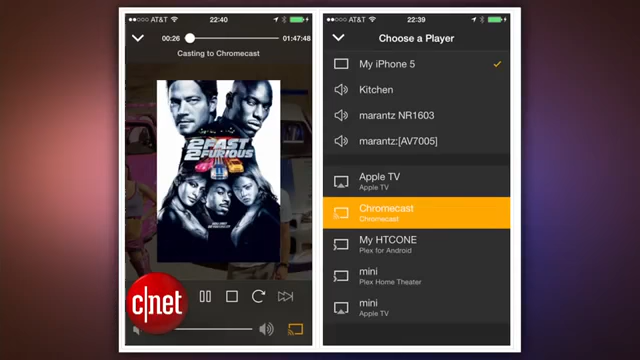 AT&T 22:40
00:26 01:47:48
Casting to Chromecast
2 FAST
2 FURIOUS
c|net
AT&T 22:39
Choose a Player
My iPhone 5
Kitchen
marantz NR1603
marantz:[AV7005]
Apple TV
Apple TV
Chromecast
Chromecast
My HTCONE
Plex for Android
mini
Plex Home Theater
mini
Apple TV